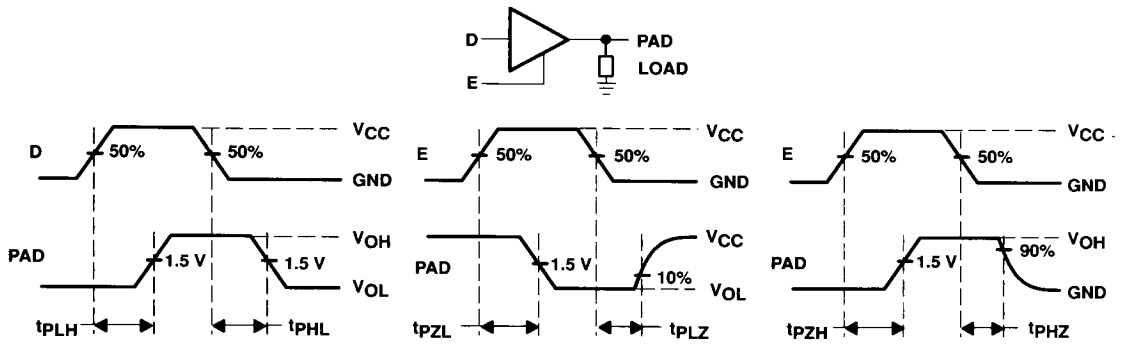 D
PAD
LOAD
E
D
50%
50%
VCC
GND
PAD
1.5 V
1.5 V
VOH
VOL
tPLH
tPHL
E
50%
50%
VCC
GND
PAD
1.5 V
10%
VCC
VOL
tPZL
tPLZ
E
50%
50%
VCC
GND
PAD
1.5 V
90%
VOH
GND
tPZH
tPHZ